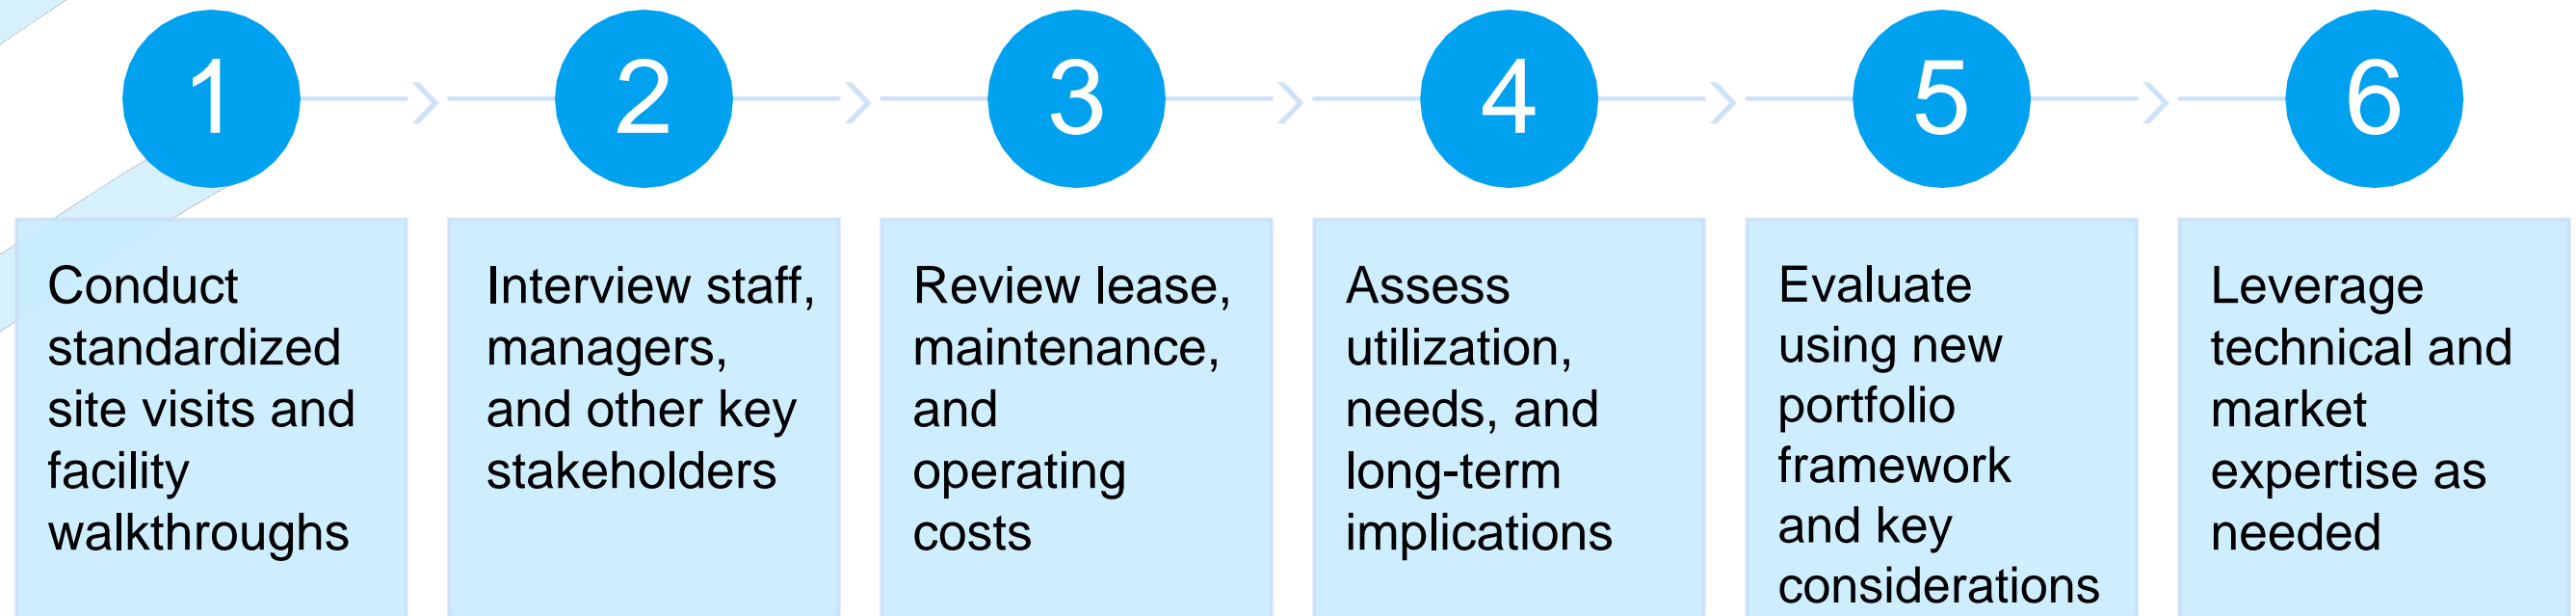 1
2
3
4
5
6
Conduct
standardized
site visits and
facility
walkthroughs
Interview staff,
managers,
and other key
stakeholders
Review lease,
maintenance,
and
operating
costs
Assess
utilization,
needs, and
long-term
implications
Evaluate
using new
portfolio
framework
and key
considerations
Leverage
technical and
market
expertise as
needed